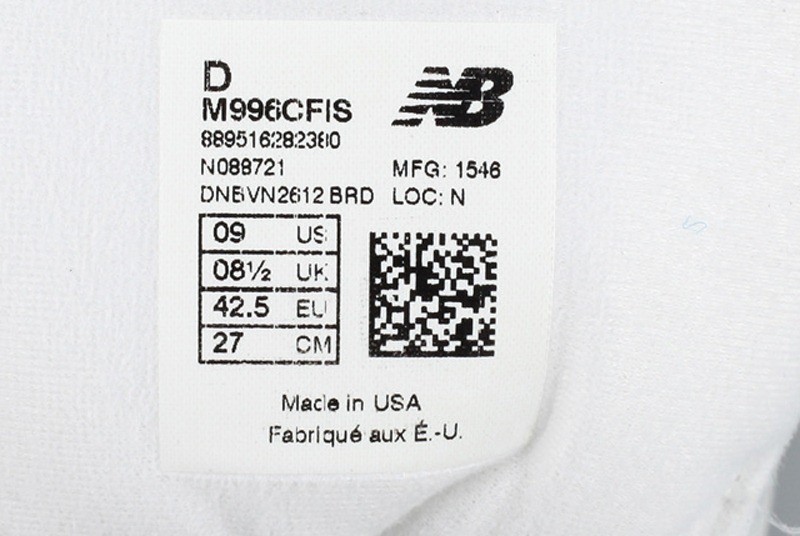 D
NB
M996CFIS
889516282380
N088721
MFG: 1546
DNBVN2612 BRD LOC: N
09 US
08½ UK
42.5 EU
27 CM
Made in USA
Fabriqué aux É.-U.